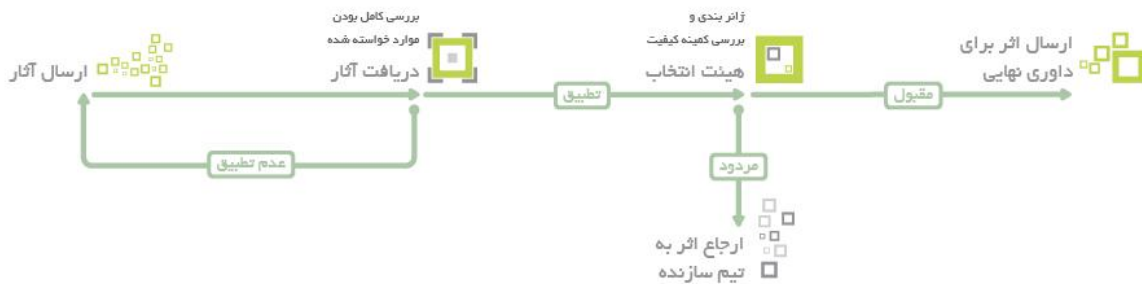 ارسال آثار
بررسی کامل بودن
موارد خواسته شده
دریافت آثار
عدم تطبیق
تطبیق
ژانر بندی و
بررسی کمینه کیفیت
هیئت انتخاب
مردود
ارجاع اثر به
تیم سازنده
مقبول
ارسال اثر برای
داوری نهایی